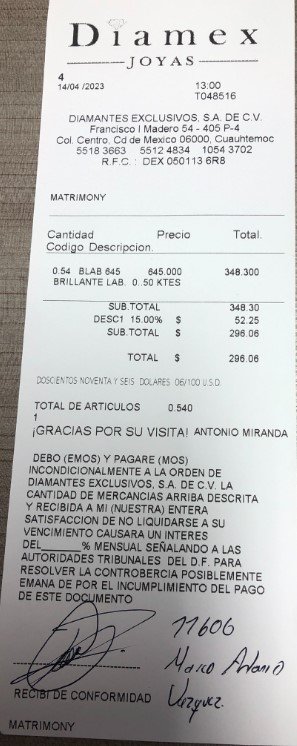 Diamex
JOYAS
4
14/04 /2023 13:00
T048516
DIAMANTES EXCLUSIVOS, S.A. DE C.V.
Francisco I Madero 54 - 405 P-4
Col. Centro, Cd de Mexico 06000, Cuauhtemoc
5518 3663 5512 4834 1054 3702
R.F.C. : DEX 050113 6R8
MATRIMONY
Cantidad Precio Total.
Codigo Descripcion.
0.54 BLAB 645 645.000 348.300
BRILLANTE LAB. 0.50 KTES
SUB.TOTAL 348.30
DESC1 15.00% $ 52.25
SUB.TOTAL $ 296.06
TOTAL $ 296.06
DOSCIENTOS NOVENTA Y SEIS DOLARES 06/100 U.S.D.
TOTAL DE ARTICULOS 0.540
1
¡GRACIAS POR SU VISITA! ANTONIO MIRANDA
DEBO (EMOS) Y PAGARE (MOS)
INCONDICIONALMENTE A LA ORDEN DE
DIAMANTES EXCLUSIVOS, S.A. DE C.V. LA
CANTIDAD DE MERCANCIAS ARRIBA DESCRITA
Y RECIBIDA A MI (NUESTRA) ENTERA
SATISFACCION DE NO LIQUIDARSE A SU
VENCIMIENTO CAUSARA UN INTERES
DEL______% MENSUAL SEÑALANDO A LAS
AUTORIDADES TRIBUNALES DEL D.F. PARA
RESOLVER LA CONTROBERCIA POSIBLEMENTE
EMANA DE POR EL INCUMPLIMIENTO DEL PAGO
DE ESTE DOCUMENTO
11606
Marco Antonio
RECIBI DE CONFORMIDAD Vazquez
MATRIMONY